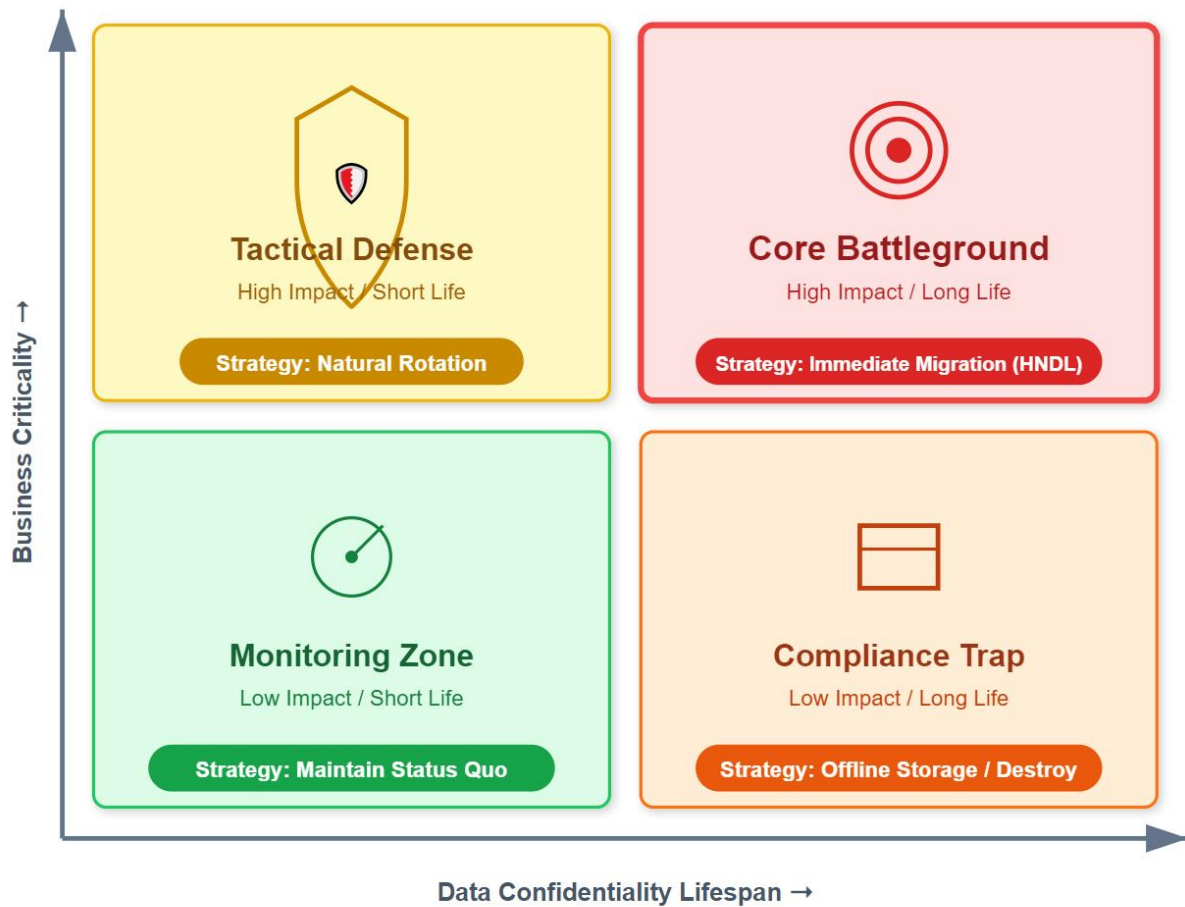 Business Criticality →
Tactical Defense
High Impact / Short Life
Strategy: Natural Rotation
Core Battleground
High Impact / Long Life
Strategy: Immediate Migration (HNDL)
Monitoring Zone
Low Impact / Short Life
Strategy: Maintain Status Quo
Compliance Trap
Low Impact / Long Life
Strategy: Offline Storage / Destroy
Data Confidentiality Lifespan →